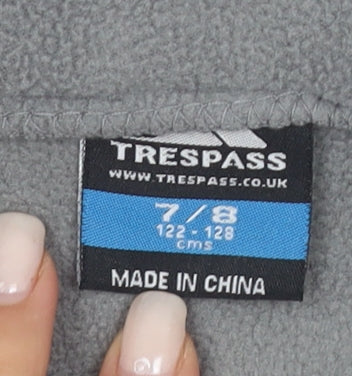 TRESPASS
WWW.TRESPASS.CO.UK
7/8
122 - 128
cms
MADE IN CHINA